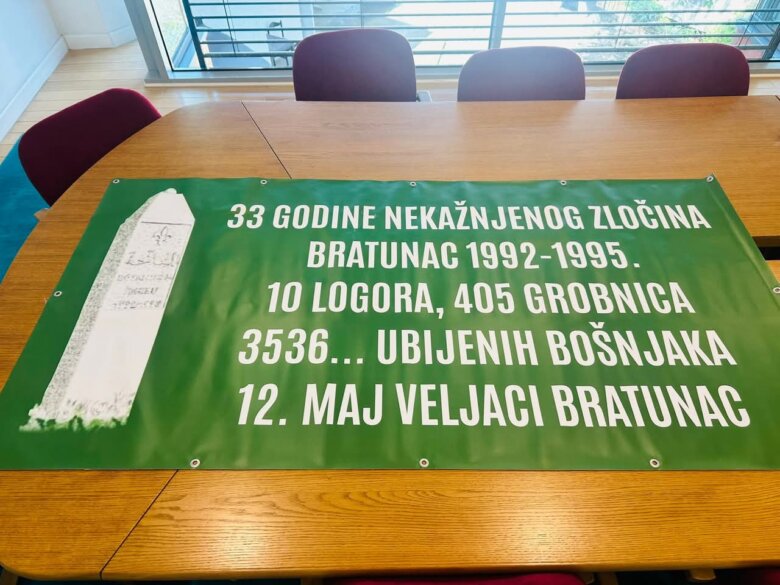 33 GODINE NEKAŽNJENOG ZLOČINA
BRATUNAC 1992-1995.
10 LOGORA, 405 GROBNICA
3536... UBIJENIH BOŠNJAKA
12. MAJ VELJACI BRATUNAC